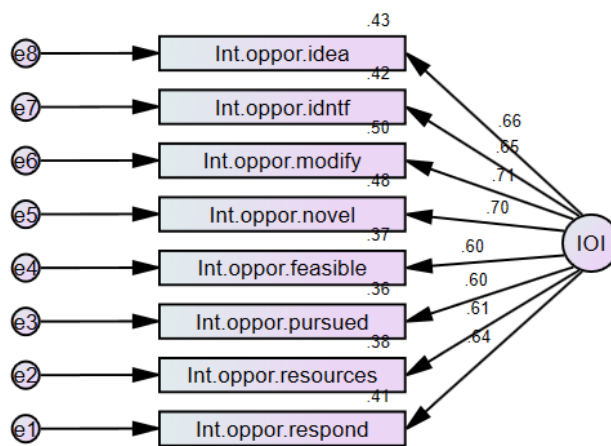 .43
e8 Int.oppor.idea
.42
.66
e7 Int.oppor.idntf
.50
.65
e6 Int.oppor.modify
.71
.48
e5 Int.oppor.novel
.70
.37
IOI
e4 Int.oppor.feasible
.60
.36
.60
e3 Int.oppor.pursued
.61
.38
.64
e2 Int.oppor.resources
.41
e1 Int.oppor.respond